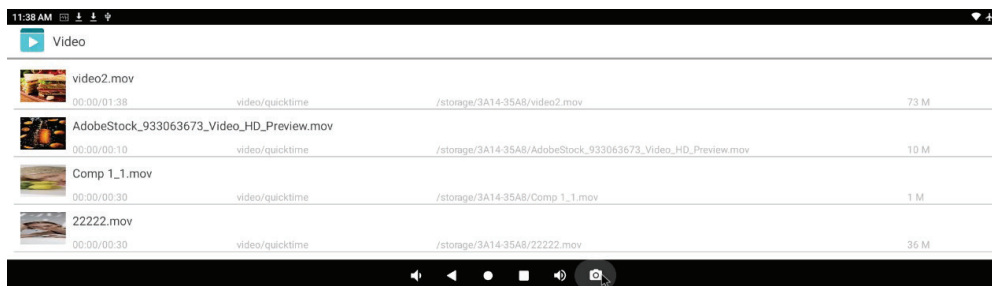 11:38 AM
Video
video2.mov
00:00/01:38 video/quicktime /storage/3A14-35A8/video2.mov 73 M
AdobeStock_933063673_Video_HD_Preview.mov
00:00/00:10 video/quicktime /storage/3A14-35A8/AdobeStock_933063673_Video_HD_Preview.mov 10 M
Comp 1_1.mov
00:00/00:30 video/quicktime /storage/3A14-35A8/Comp 1_1.mov 1 M
22222.mov
00:00/00:30 video/quicktime /storage/3A14-35A8/22222.mov 36 M